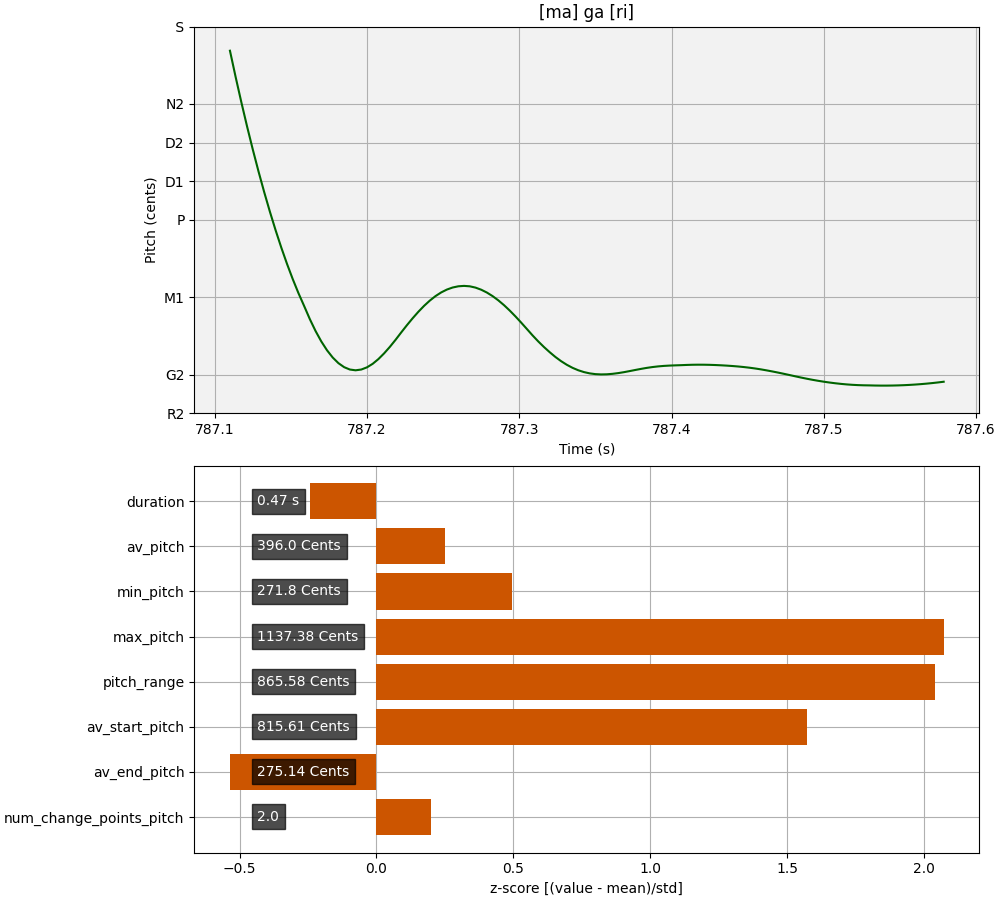 [ma] ga [ri]
S
N2
D2
D1
P
M1
G2
R2
Pitch (cents)
787.1 787.2 787.3 787.4 787.5 787.6
Time (s)
duration 0.47 s
av_pitch 396.0 Cents
min_pitch 271.8 Cents
max_pitch 1137.38 Cents
pitch_range 865.58 Cents
av_start_pitch 815.61 Cents
av_end_pitch 275.14 Cents
num_change_points_pitch 2.0
−0.5 0.0 0.5 1.0 1.5 2.0
z-score [(value - mean)/std]